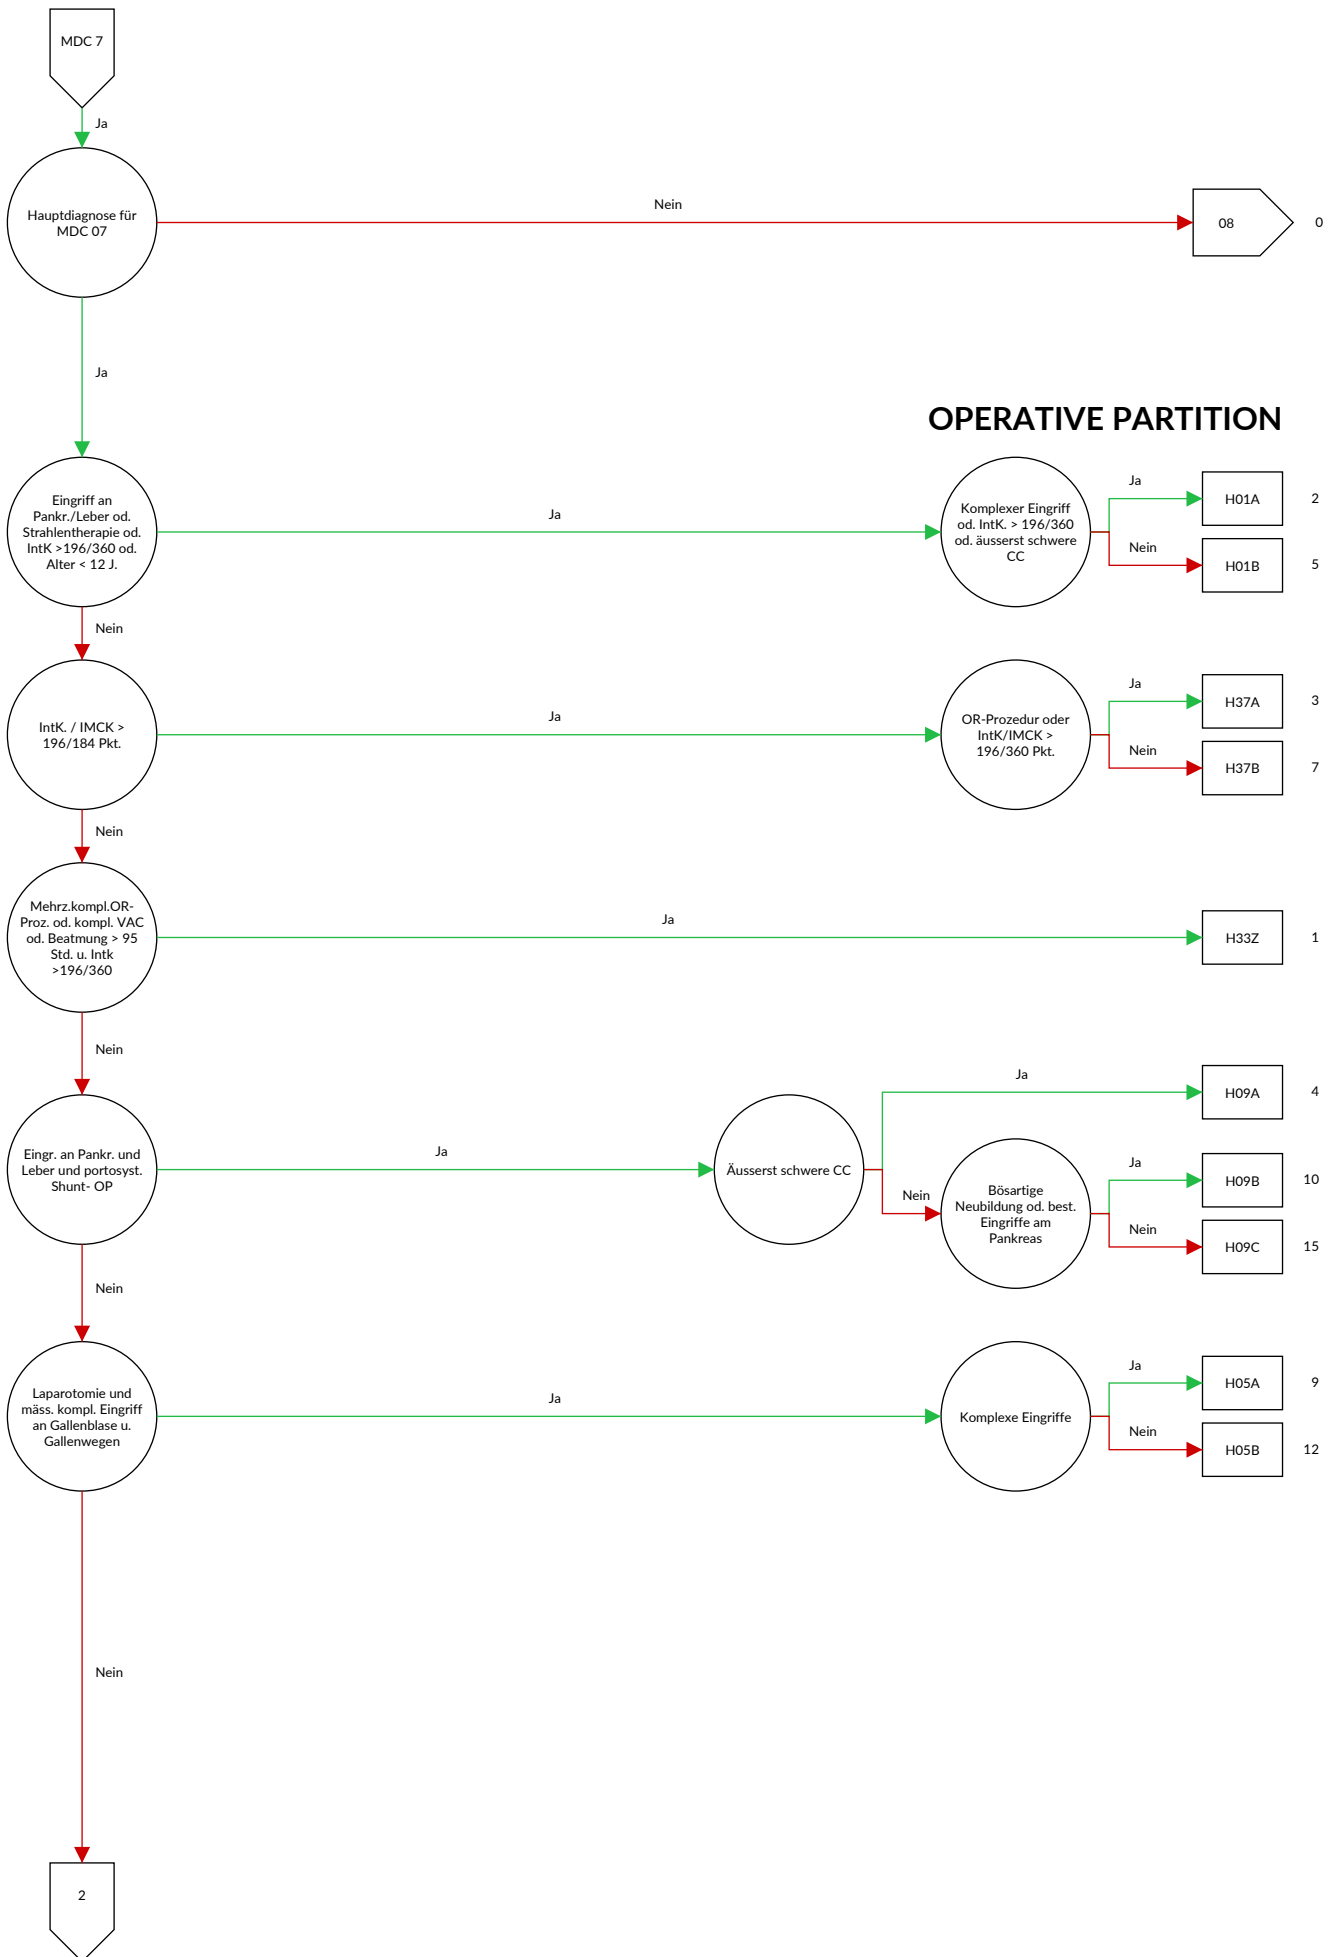 MDC 7
Ja
Hauptdiagnose für
MDC 07
Nein
08
0
Ja
OPERATIVE PARTITION
Eingriff an
Pankr./Leber od.
Strahlentherapie od.
IntK >196/360 od.
Alter < 12 J.
Ja
Komplexer Eingriff
od. IntK. > 196/360
od. äusserst schwere
CC
Ja
H01A
2
Nein
H01B
5
Nein
IntK. / IMCK >
196/184 Pkt.
Ja
OR-Prozedur oder
IntK/IMCK >
196/360 Pkt.
Ja
H37A
3
Nein
H37B
7
Nein
Mehrz.kompl.OR-
Proz. od. kompl. VAC
od. Beatmung > 95
Std. u. Intk
>196/360
Ja
H33Z
1
Nein
Eingr. an Pankr. und
Leber und portosyst.
Shunt- OP
Ja
Äusserst schwere CC
Ja
H09A
4
Nein
Bösartige
Neubildung od. best.
Eingriffe am
Pankreas
Ja
H09B
10
Nein
H09C
15
Nein
Laparotomie und
mäss. kompl. Eingriff
an Gallenblase u.
Gallenwegen
Ja
Komplexe Eingriffe
Ja
H05A
9
Nein
H05B
12
Nein
2